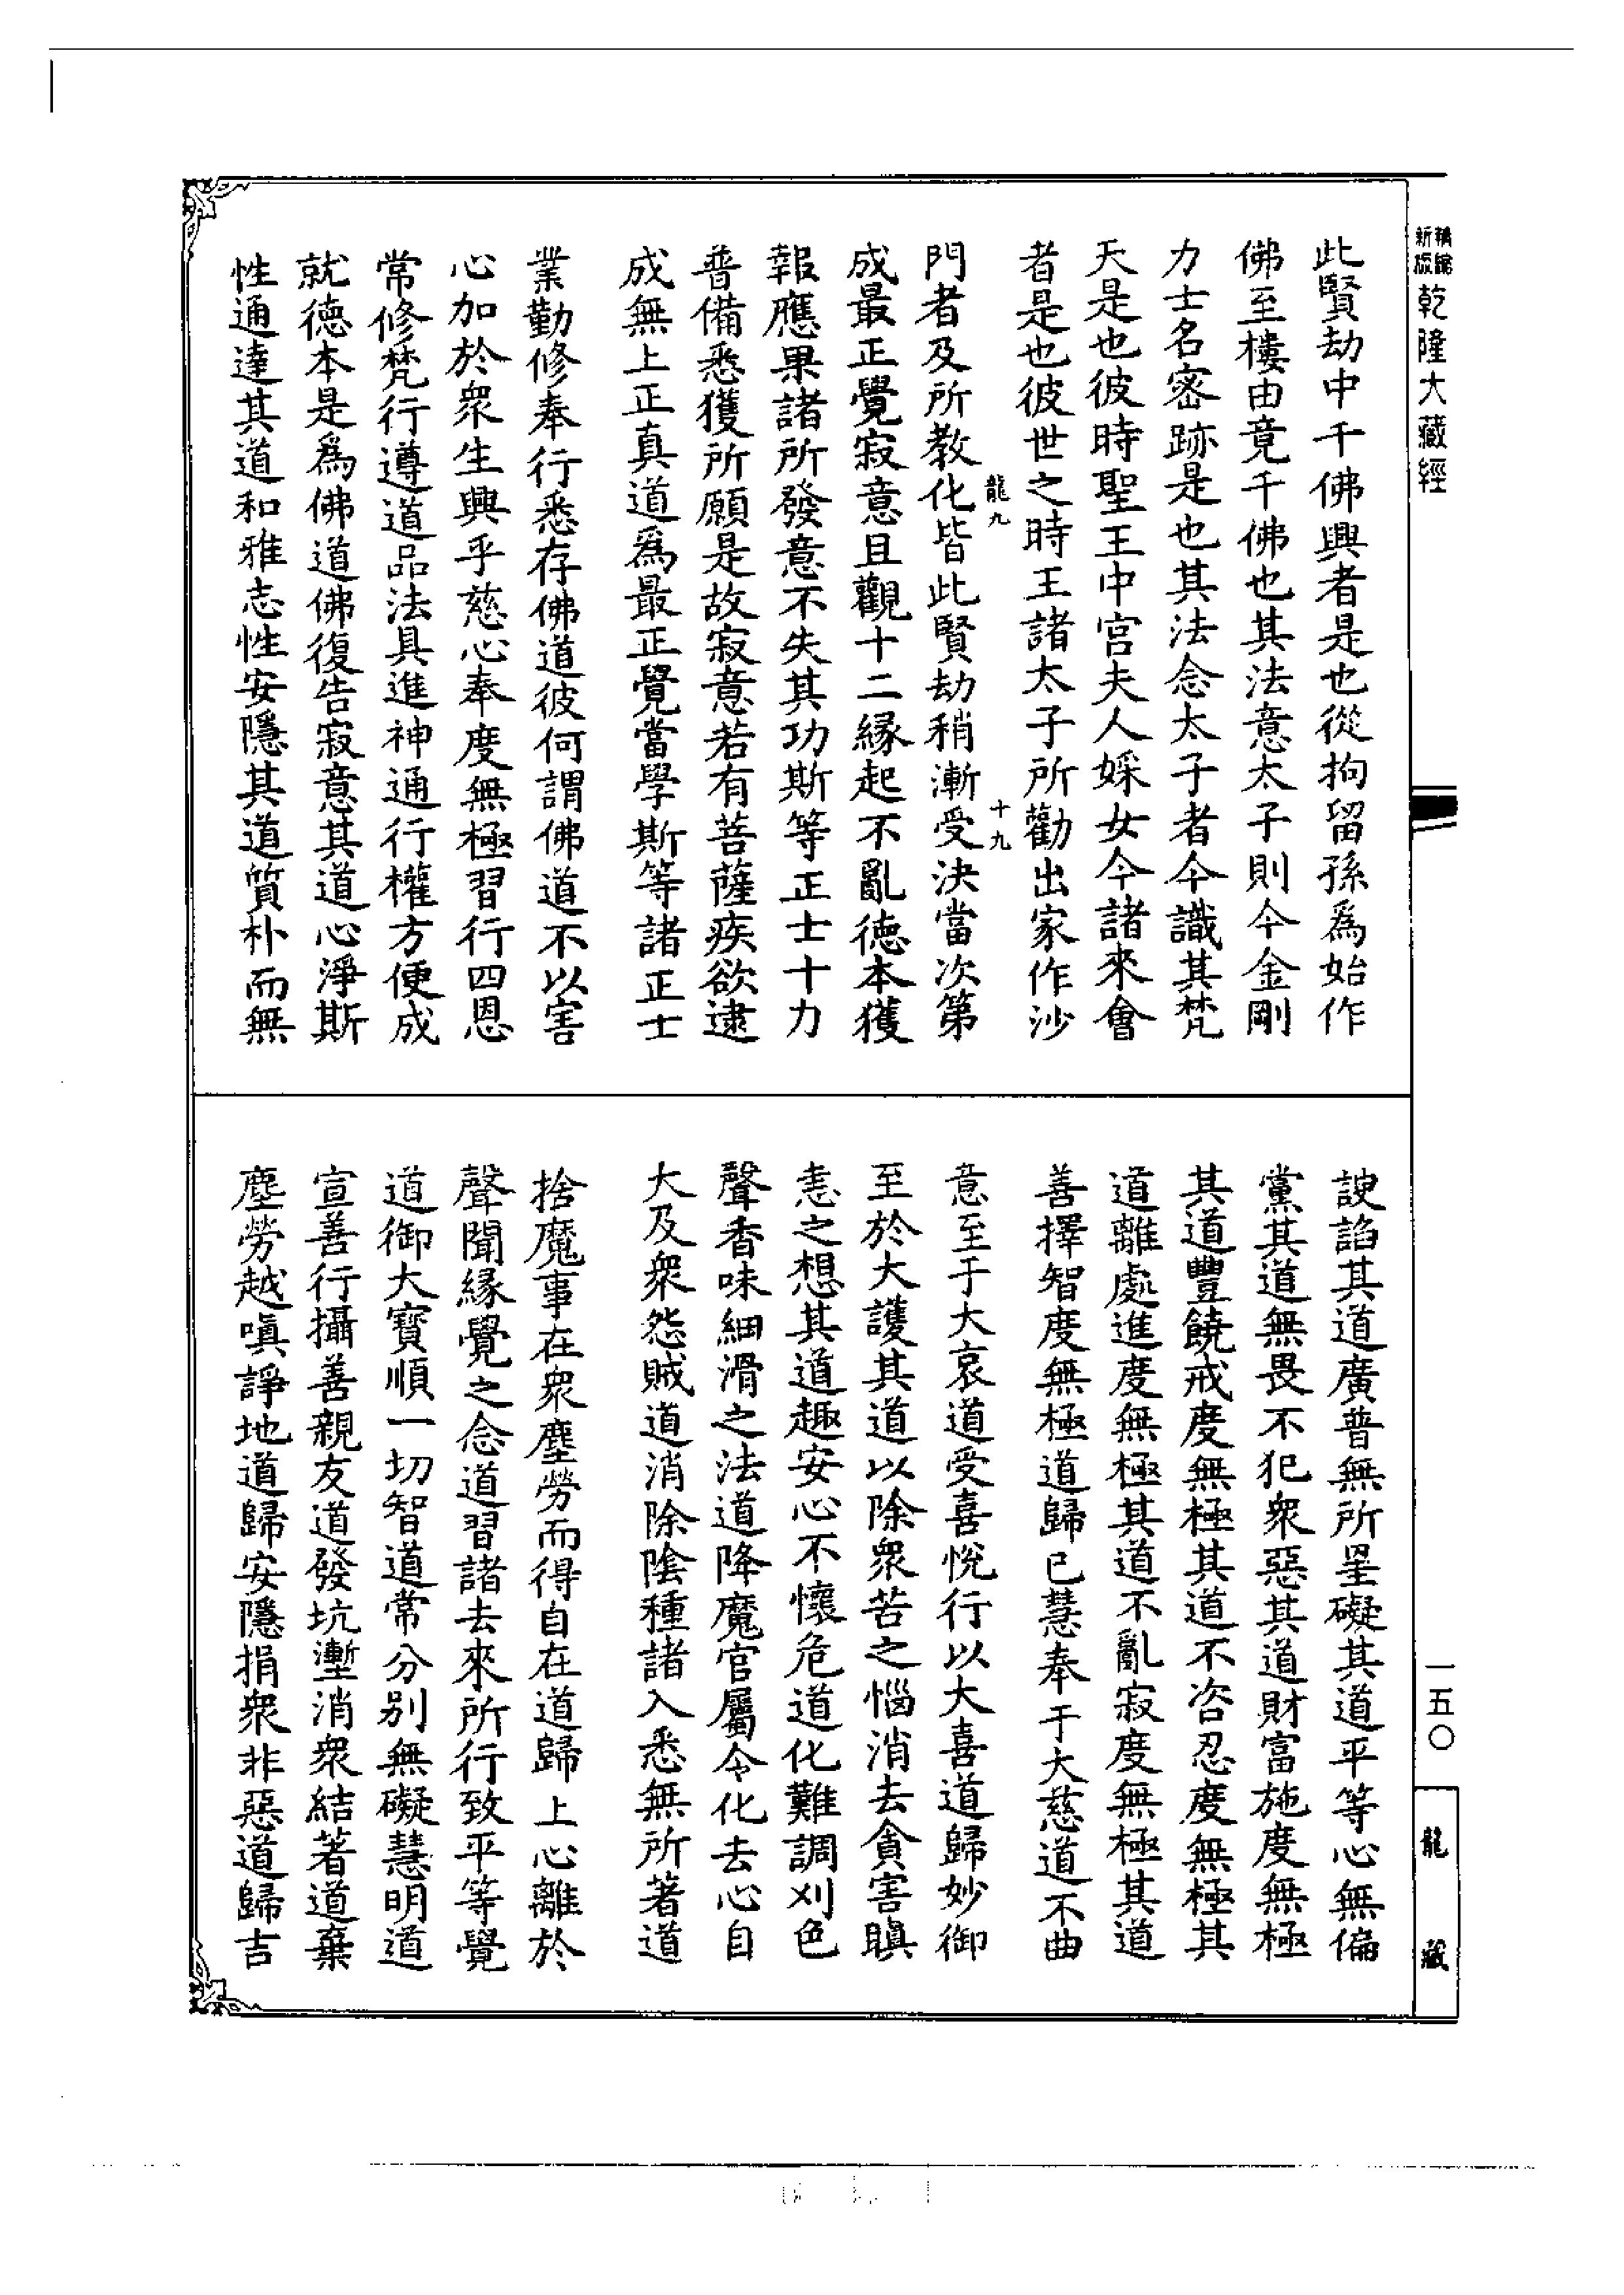 新版
乾隆大藏經
此賢劫中千佛興者是也從拘留孫爲始作
佛至樓由竟千佛也其法意太子則今金剛
力士名密跡是也其法念太子者今識其梵
天是也彼時聖王中宮夫人婇女今諸來會
者是也彼世之時王諸太子所勸出家作沙
龍九
十九
門者及所教化皆此賢劫稍漸受決當次第
成最正覺寂意且觀十二緣起不亂德本獲
報應果諸所發意不失其功斯等正士十力
普備悉獲所願是故寂意若有菩薩疾欲逮
成無上正真道爲最正覺當學斯等諸正士
業勤修奉行悉存佛道彼何謂佛道不以害
心加於眾生興乎慈心奉度無極習行四恩
常修梵行遵道品法具進神通行權方便成
就德本是爲佛道佛復告寂意其道心淨斯
性通達其道和雅志性安隱其道質朴而無
諛諂其道廣普無所罣礙其道平等心無偏
黨其道無畏不犯眾惡其道財富施度無極
其道豐饒戒度無極其道不咨忍度無極其
道離處進度無極其道不亂寂度無極其道
善擇智度無極道歸已慧奉于大慈道不曲
意至于大哀道受喜悅行以大喜道歸妙御
至於大護其道以除眾苦之惱消去貪害瞋
恚之想其道趣安心不懷危道化難調刈色
聲香味細滑之法道降魔官屬令化去心自
大及眾怨賊道消除陰種諸入悉無所著道
捨魔事在眾塵勞而得自在道歸上心離於
聲聞緣覺之念道習諸去來所行致平等覺
道御大寶順一切智道常分別無礙慧明道
宣善行攝善親友道發坑壍消眾結著道棄
塵勞越嗔諍地道歸安隱捐眾非惡道歸吉
一五〇
龍藏